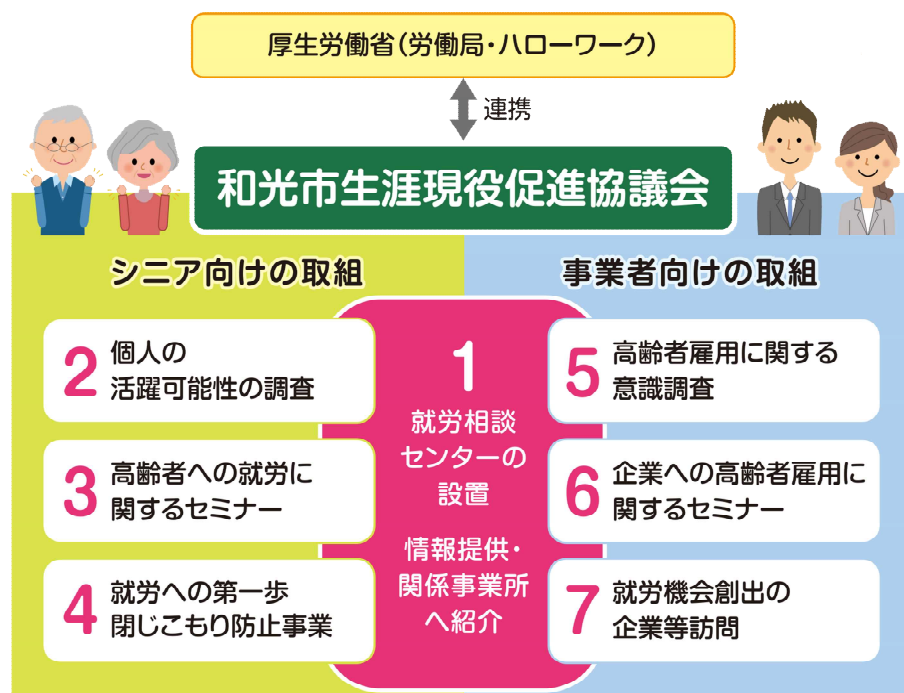 厚生労働省(労働局・ハローワーク)
連携
和光市生涯現役促進協議会
シニア向けの取組
事業者向けの取組
1
就労相談
センターの
設置
情報提供・
関係事業所
へ紹介
2
個人の
活躍可能性の調査
3
高齢者への就労に
関するセミナー
4
就労への第一歩
閉じこもり防止事業
5
高齢者雇用に関する
意識調査
6
企業への高齢者雇用に
関するセミナー
7
就労機会創出の
企業等訪問